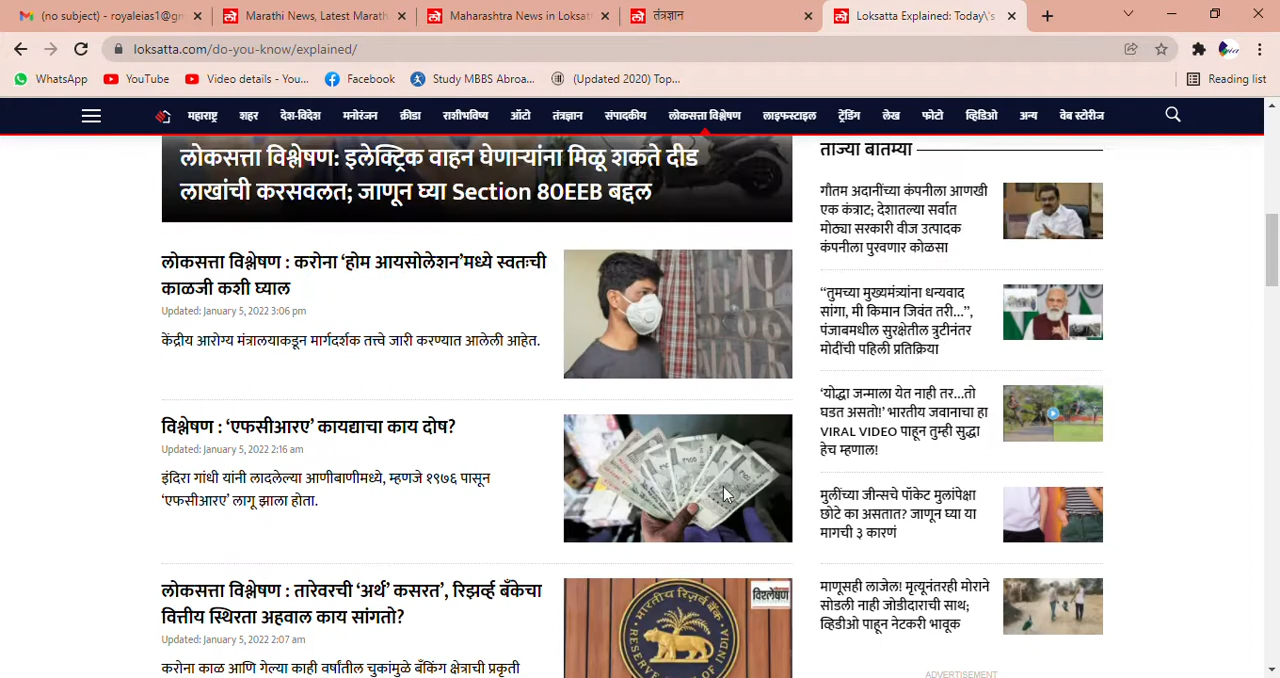 (no subject) - royaleias1@gm
Marathi News, Latest Marath
Maharashtra News in Loksat
तंत्रज्ञान
Loksatta Explained: Today\'s
loksatta.com/do-you-know/explained/
WhatsApp
YouTube
Video details - You...
Facebook
Study MBBS Abroa...
(Updated 2020) Top...
Reading list
महाराष्ट्र
शहर
देश-विदेश
मनोरंजन
क्रीडा
राशीभविष्य
ऑटो
तंत्रज्ञान
संपादकीय
लोकसत्ता विश्लेषण
लाइफस्टाइल
ट्रेंडिंग
लेख
फोटो
व्हिडिओ
अन्य
वेब स्टोरीज
लोकसत्ता विश्लेषण: इलेक्ट्रिक वाहन घेणाऱ्यांना मिळू शकते दीड
लाखांची करसवलत; जाणून घ्या Section 80EEB बद्दल
लोकसत्ता विश्लेषण : करोना ‘होम आयसोलेशन’मध्ये स्वतःची
काळजी कशी घ्याल
Updated: January 5, 2022 3:06 pm
केंद्रीय आरोग्य मंत्रालयाकडून मार्गदर्शक तत्त्वे जारी करण्यात आलेली आहेत.
विश्लेषण : ‘एफसीआरए’ कायद्याचा काय दोष?
Updated: January 5, 2022 2:16 am
इंदिरा गांधी यांनी लादलेल्या आणीबाणीमध्ये, म्हणजे १९७६ पासून
‘एफसीआरए’ लागू झाला होता.
लोकसत्ता विश्लेषण : तारेवरची ‘अर्थ’ कसरत’, रिझर्व्ह बँकेचा
वित्तीय स्थिरता अहवाल काय सांगतो?
Updated: January 5, 2022 2:07 am
करोना काळ आणि गेल्या काही वर्षांतील चुकांमुळे बँकिंग क्षेत्राची प्रकृती
विश्लेषण
भारतीय रिज़र्व बैंक
RESERVE
INDIA
ताज्या बातम्या
गौतम अदानींच्या कंपनीला आणखी
एक कंत्राट; देशातल्या सर्वात
मोठ्या सरकारी वीज उत्पादक
कंपनीला पुरवणार कोळसा
“तुमच्या मुख्यमंत्र्यांना धन्यवाद
सांगा, मी किमान जिवंत तरी…”,
पंजाबमधील सुरक्षेतील त्रुटीनंतर
मोदींची पहिली प्रतिक्रिया
‘योद्धा जन्माला येत नाही तर…तो
घडत असतो!’ भारतीय जवानाचा हा
VIRAL VIDEO पाहून तुम्ही सुद्धा
हेच म्हणाल!
मुलींच्या जीन्सचे पॉकेट मुलांपेक्षा
छोटे का असतात? जाणून घ्या या
मागची ३ कारणं
माणूसही लाजेल! मृत्यूनंतरही मोराने
सोडली नाही जोडीदाराची साथ;
व्हिडीओ पाहून नेटकरी भावूक
ADVERTISEMENT